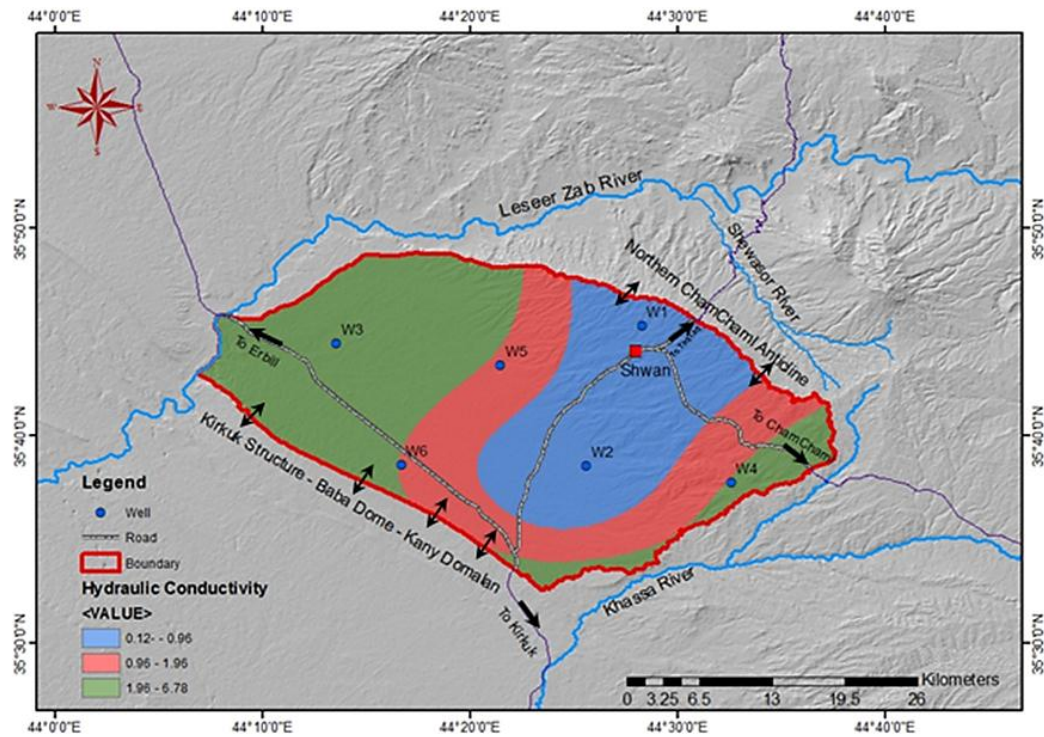 44°0'0"E 44°10'0"E 44°20'0"E 44°30'0"E 44°40'0"E
N
W E
S
35°50'0"N
35°50'0"N
Leseer Zab River
Shewasor River
Northern ChamChaml Antidine
W1
W3
W5
Shwan
To Erbill
To ChamCham
35°40'0"N
35°40'0"N
Kirkuk Structure - Baba Dome - Kany Domalan
W6
W2
W4
Khassa River
To Kirkuk
35°30'0"N
35°30'0"N
Legend
Well
Road
Boundary
Hydraulic Conductivity
<VALUE>
0.12- - 0.96
0.96 - 1.96
1.96 - 6.78
Kilometers
0 3.25 6.5 13 19.5 26
44°0'0"E 44°10'0"E 44°20'0"E 44°30'0"E 44°40'0"E